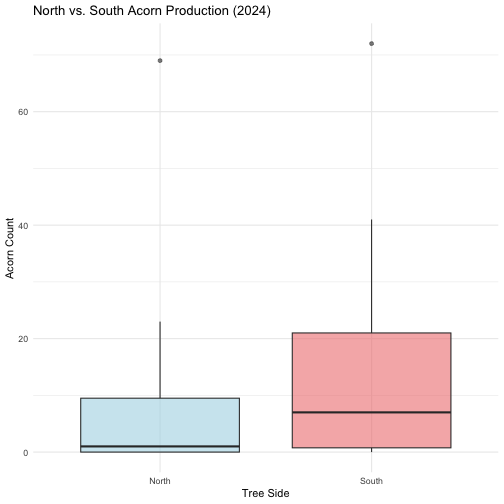 North vs. South Acorn Production (2024)
Acorn Count
60
40
20
0
North South
Tree Side